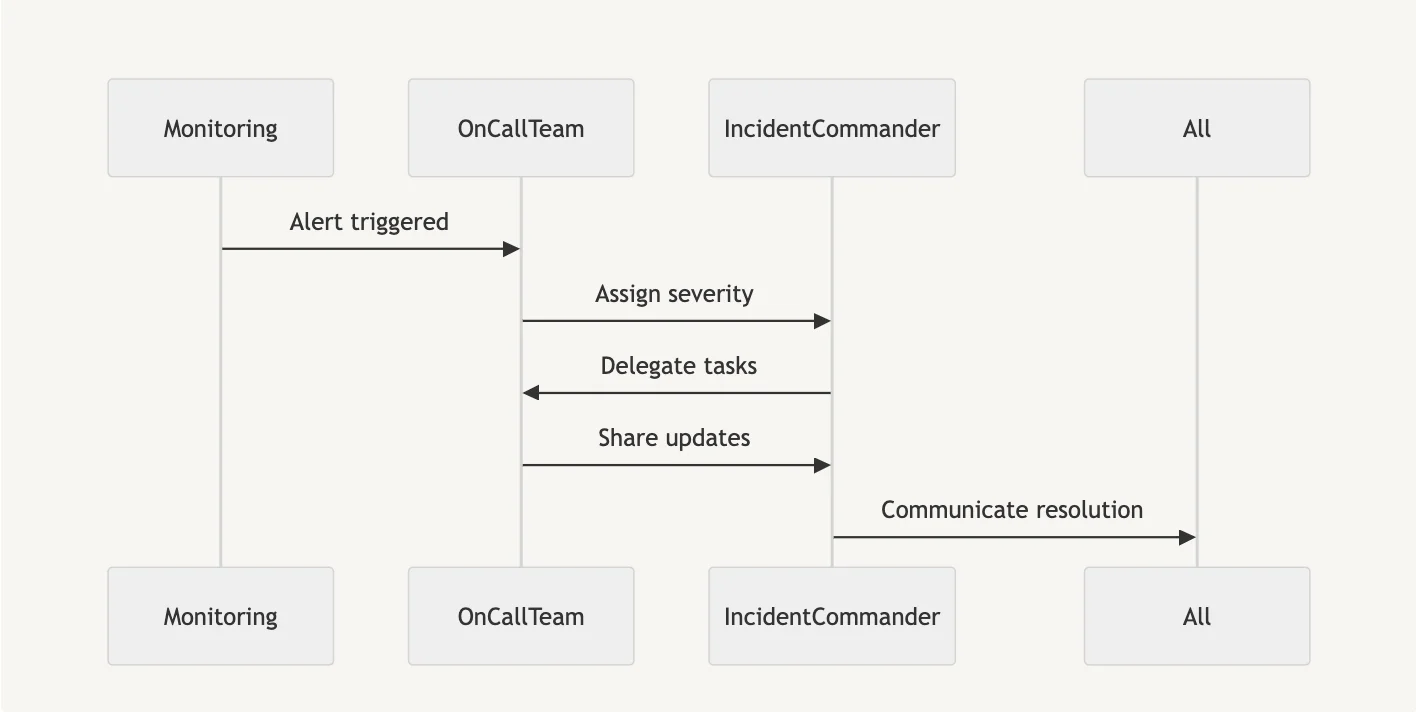 Monitoring
OnCallTeam
IncidentCommander
All
Alert triggered
Assign severity
Delegate tasks
Share updates
Communicate resolution
Monitoring
OnCallTeam
IncidentCommander
All